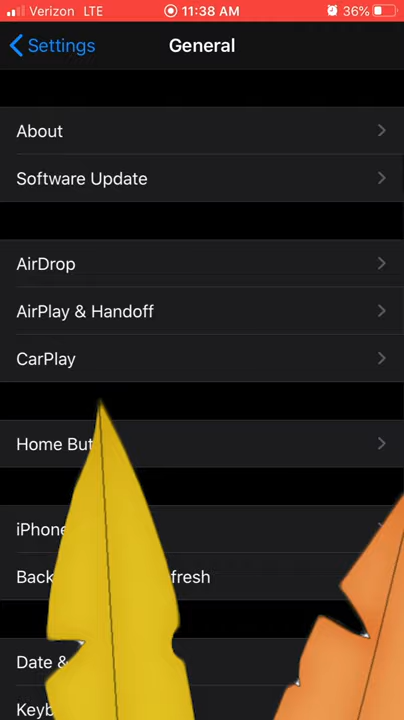 Verizon LTE 11:38 AM 36%
Settings General
About
Software Update
AirDrop
AirPlay & Handoff
CarPlay
Home But
iPhone
Back fresh
Date &
Keyb